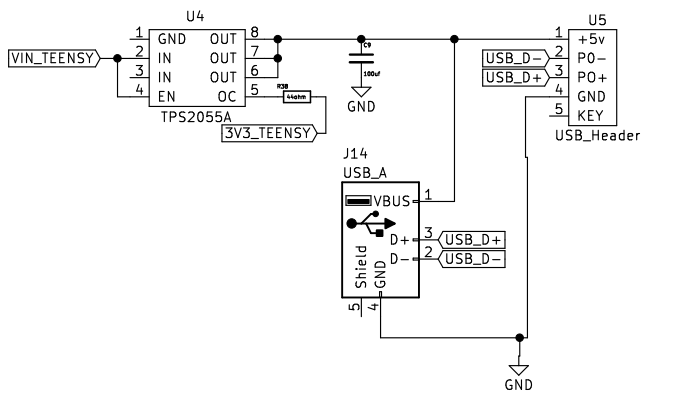 U4
1 GND OUT 8
VIN_TEENSY 2 IN OUT 7
3 IN OUT 6
4 EN OC 5
TPS2055A
R38
44ohm
3V3_TEENSY
C9
100uf
GND
U5
1 +5v
USB_D- 2 PO-
USB_D+ 3 PO+
4 GND
5 KEY
USB_Header
J14
USB_A
VBUS 1
D+ 3 USB_D+
D- 2 USB_D-
Shield
GND
5
4
GND